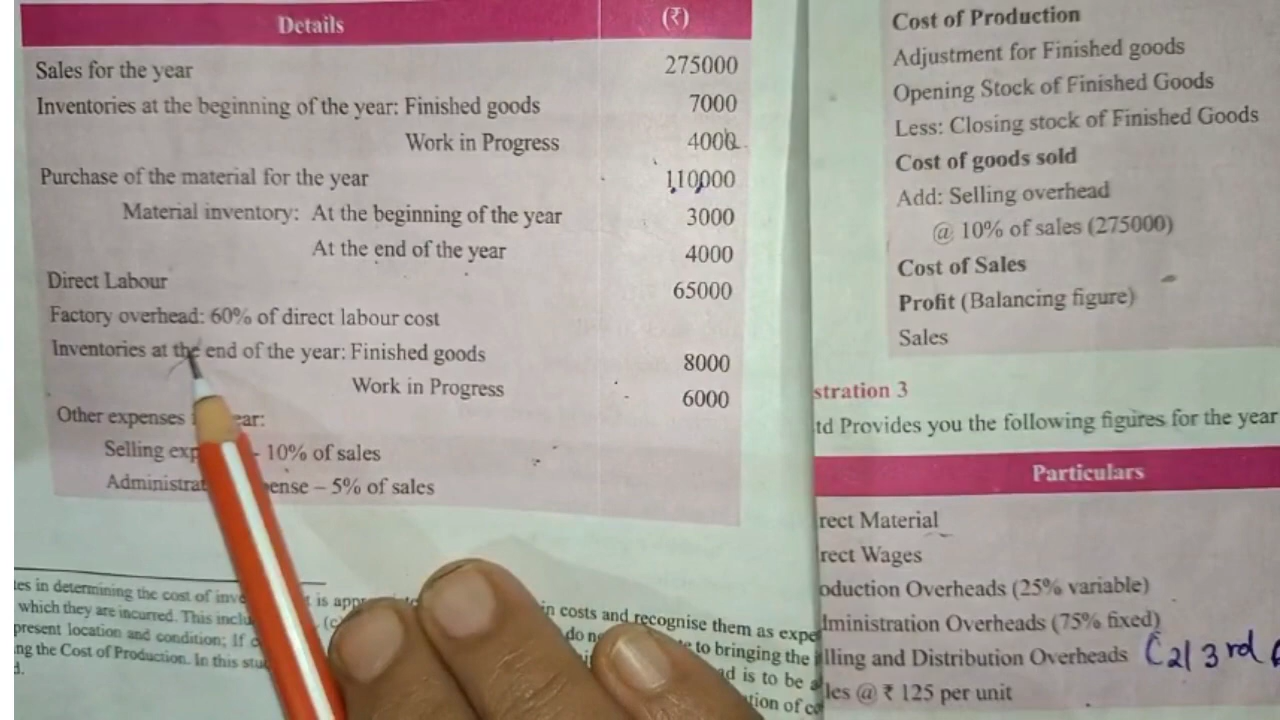 Details (₹)
Sales for the year 275000
Inventories at the beginning of the year: Finished goods 7000
Work in Progress 4000
Purchase of the material for the year 110000
Material inventory: At the beginning of the year 3000
At the end of the year 4000
Direct Labour 65000
Factory overhead: 60% of direct labour cost
Inventories at the end of the year: Finished goods 8000
Work in Progress 6000
Other expenses
Selling - 10% of sales
– 5% of sales
in determining the cost of is
which they are incurred. This
present location and condition; If
the Cost of Production. In this
in costs and recognise them as
to bringing the
is to be
of
Cost of Production
Adjustment for Finished goods
Opening Stock of Finished Goods
Less: Closing stock of Finished Goods
Cost of goods sold
Add: Selling overhead
@ 10% of sales (275000)
Cost of Sales
Profit (Balancing figure)
Sales
stration 3
td Provides you the following figures for the year
Particulars
rect Material
rect Wages
oduction Overheads (25% variable)
lministration Overheads (75% fixed)
lling and Distribution Overheads
les @ ₹ 125 per unit
3rd